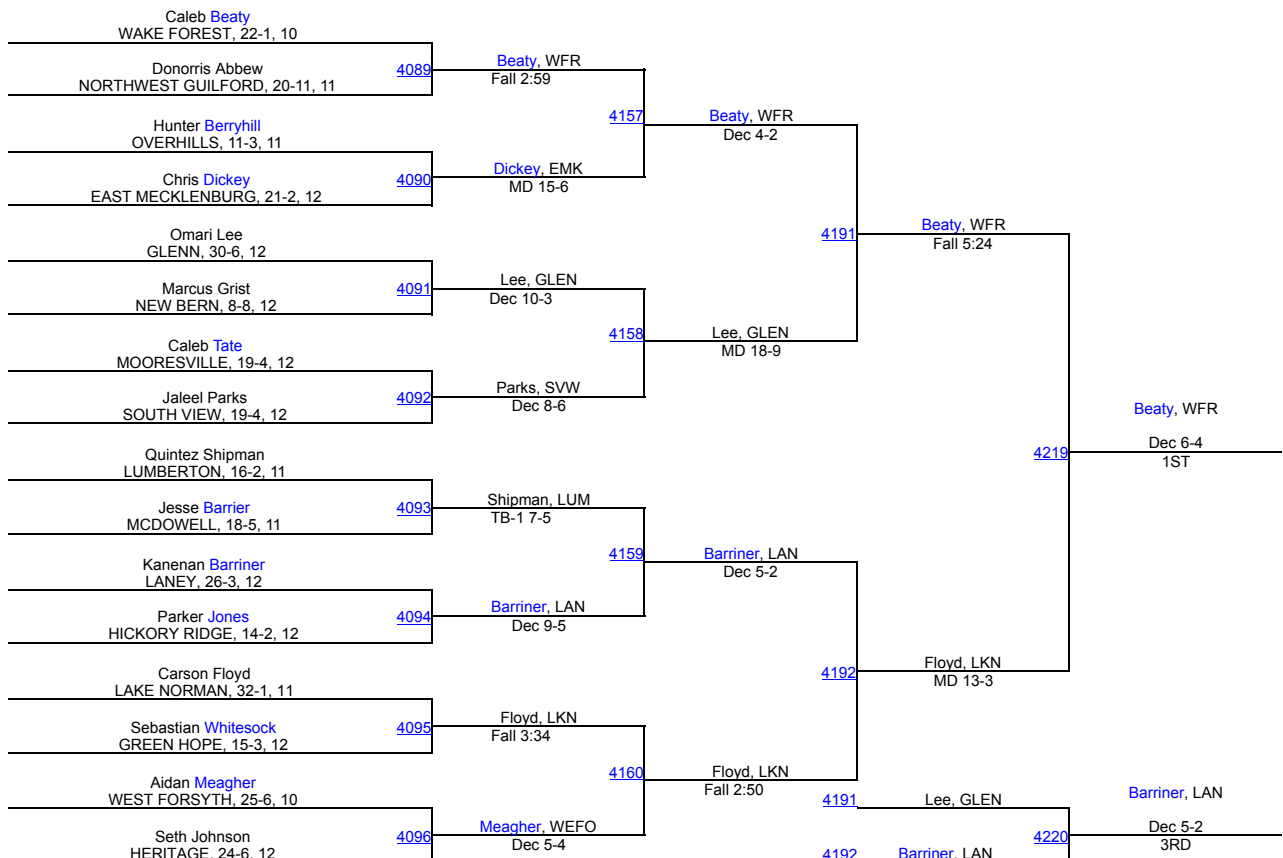 Caleb Beaty
WAKE FOREST, 22-1, 10
Donorris Abbew
NORTHWEST GUILFORD, 20-11, 11
4089
Beaty, WFR
Fall 2:59
Hunter Berryhill
OVERHILLS, 11-3, 11
Chris Dickey
EAST MECKLENBURG, 21-2, 12
4090
Dickey, EMK
MD 15-6
4157
Beaty, WFR
Dec 4-2
Omari Lee
GLENN, 30-6, 12
Marcus Grist
NEW BERN, 8-8, 12
4091
Lee, GLEN
Dec 10-3
Caleb Tate
MOORESVILLE, 19-4, 12
Jaleel Parks
SOUTH VIEW, 19-4, 12
4092
Parks, SVW
Dec 8-6
4158
Lee, GLEN
MD 18-9
4191
Beaty, WFR
Fall 5:24
Quintez Shipman
LUMBERTON, 16-2, 11
Jesse Barrier
MCDOWELL, 18-5, 11
4093
Shipman, LUM
TB-1 7-5
Kanenan Barriner
LANEY, 26-3, 12
Parker Jones
HICKORY RIDGE, 14-2, 12
4094
Barriner, LAN
Dec 9-5
4159
Barriner, LAN
Dec 5-2
Carson Floyd
LAKE NORMAN, 32-1, 11
Sebastian Whitesock
GREEN HOPE, 15-3, 12
4095
Floyd, LKN
Fall 3:34
Aidan Meagher
WEST FORSYTH, 25-6, 10
Seth Johnson
HERITAGE, 24-6, 12
4096
Meagher, WEFO
Dec 5-4
4160
Floyd, LKN
Fall 2:50
4192
Floyd, LKN
MD 13-3
4219
Beaty, WFR
Dec 6-4
1ST
4191
Lee, GLEN
4192
Barriner, LAN
4220
Barriner, LAN
Dec 5-2
3RD